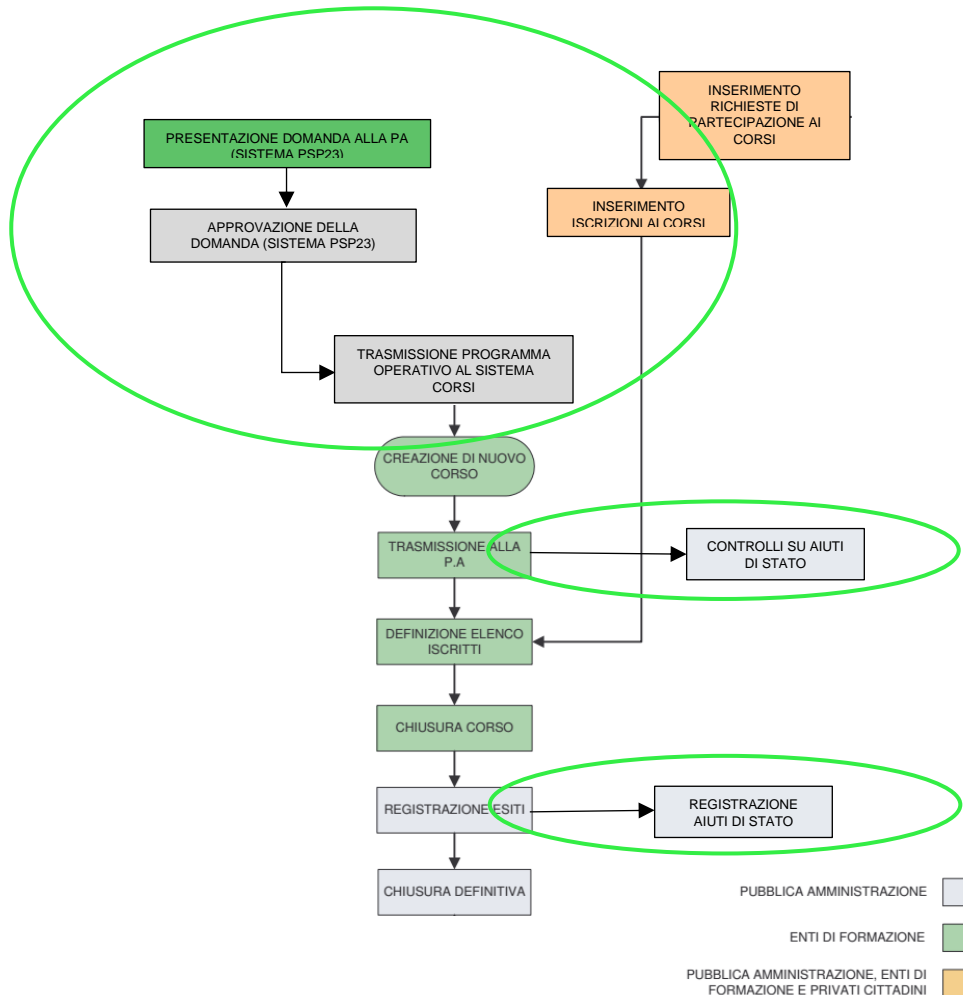 INSERIMENTO
RICHIESTE DI
PARTECIPAZIONE AI
CORSI
PRESENTAZIONE DOMANDA ALLA PA
(SISTEMA PSP23)
INSERIMENTO
ISCRIZIONI AI CORSI
APPROVAZIONE DELLA
DOMANDA (SISTEMA PSP23)
TRASMISSIONE PROGRAMMA
OPERATIVO AL SISTEMA
CORSI
CREAZIONE DI NUOVO
CORSO
TRASMISSIONE ALLA
P.A
CONTROLLI SU AIUTI
DI STATO
DEFINIZIONE ELENCO
ISCRITTI
CHIUSURA CORSO
REGISTRAZIONE ESITI
REGISTRAZIONE
AIUTI DI STATO
CHIUSURA DEFINITIVA
PUBBLICA AMMINISTRAZIONE
ENTI DI FORMAZIONE
PUBBLICA AMMINISTRAZIONE, ENTI DI
FORMAZIONE E PRIVATI CITTADINI